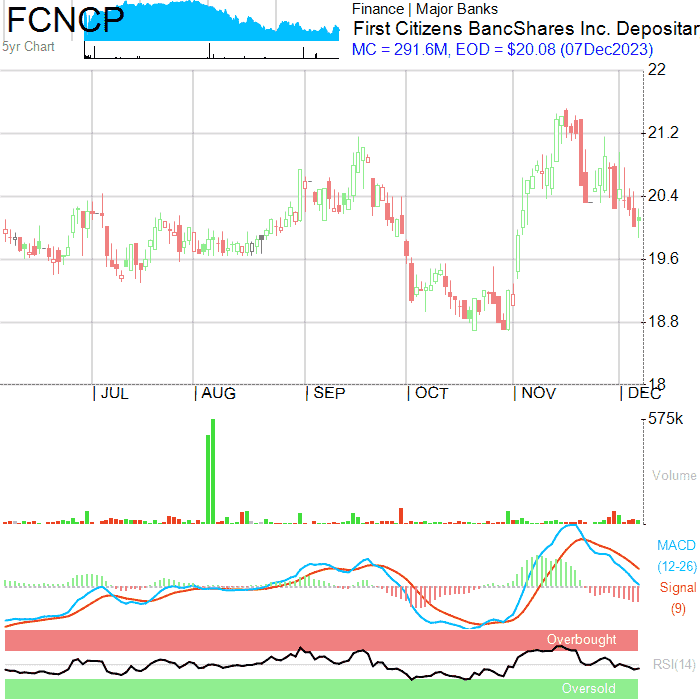 FCNCP
5yr Chart
Finance | Major Banks
First Citizens BancShares Inc. Depositar
MC = 291.6M, EOD = $20.08 (07Dec2023)
22
21.2
20.4
19.6
18.8
18
JUL
AUG
SEP
OCT
NOV
DEC
575k
Volume
MACD
(12-26)
Signal
(9)
Overbought
RSI(14)
Oversold